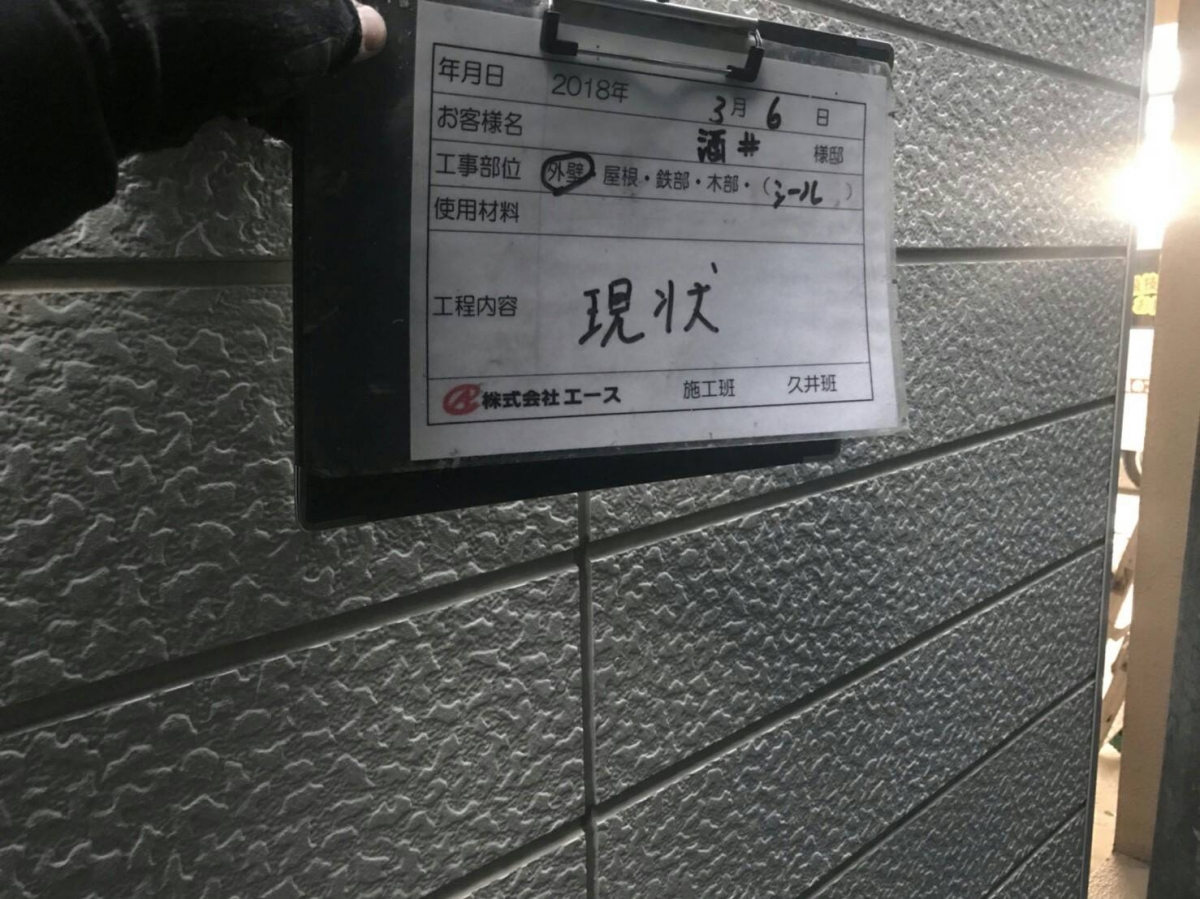 年月日 2018年 3月 6 日
お客様名 酒井 様邸
工事部位 外壁・屋根・鉄部・木部・(シール)
使用材料
工程内容 現状
株式会社エース 施工班 久井班